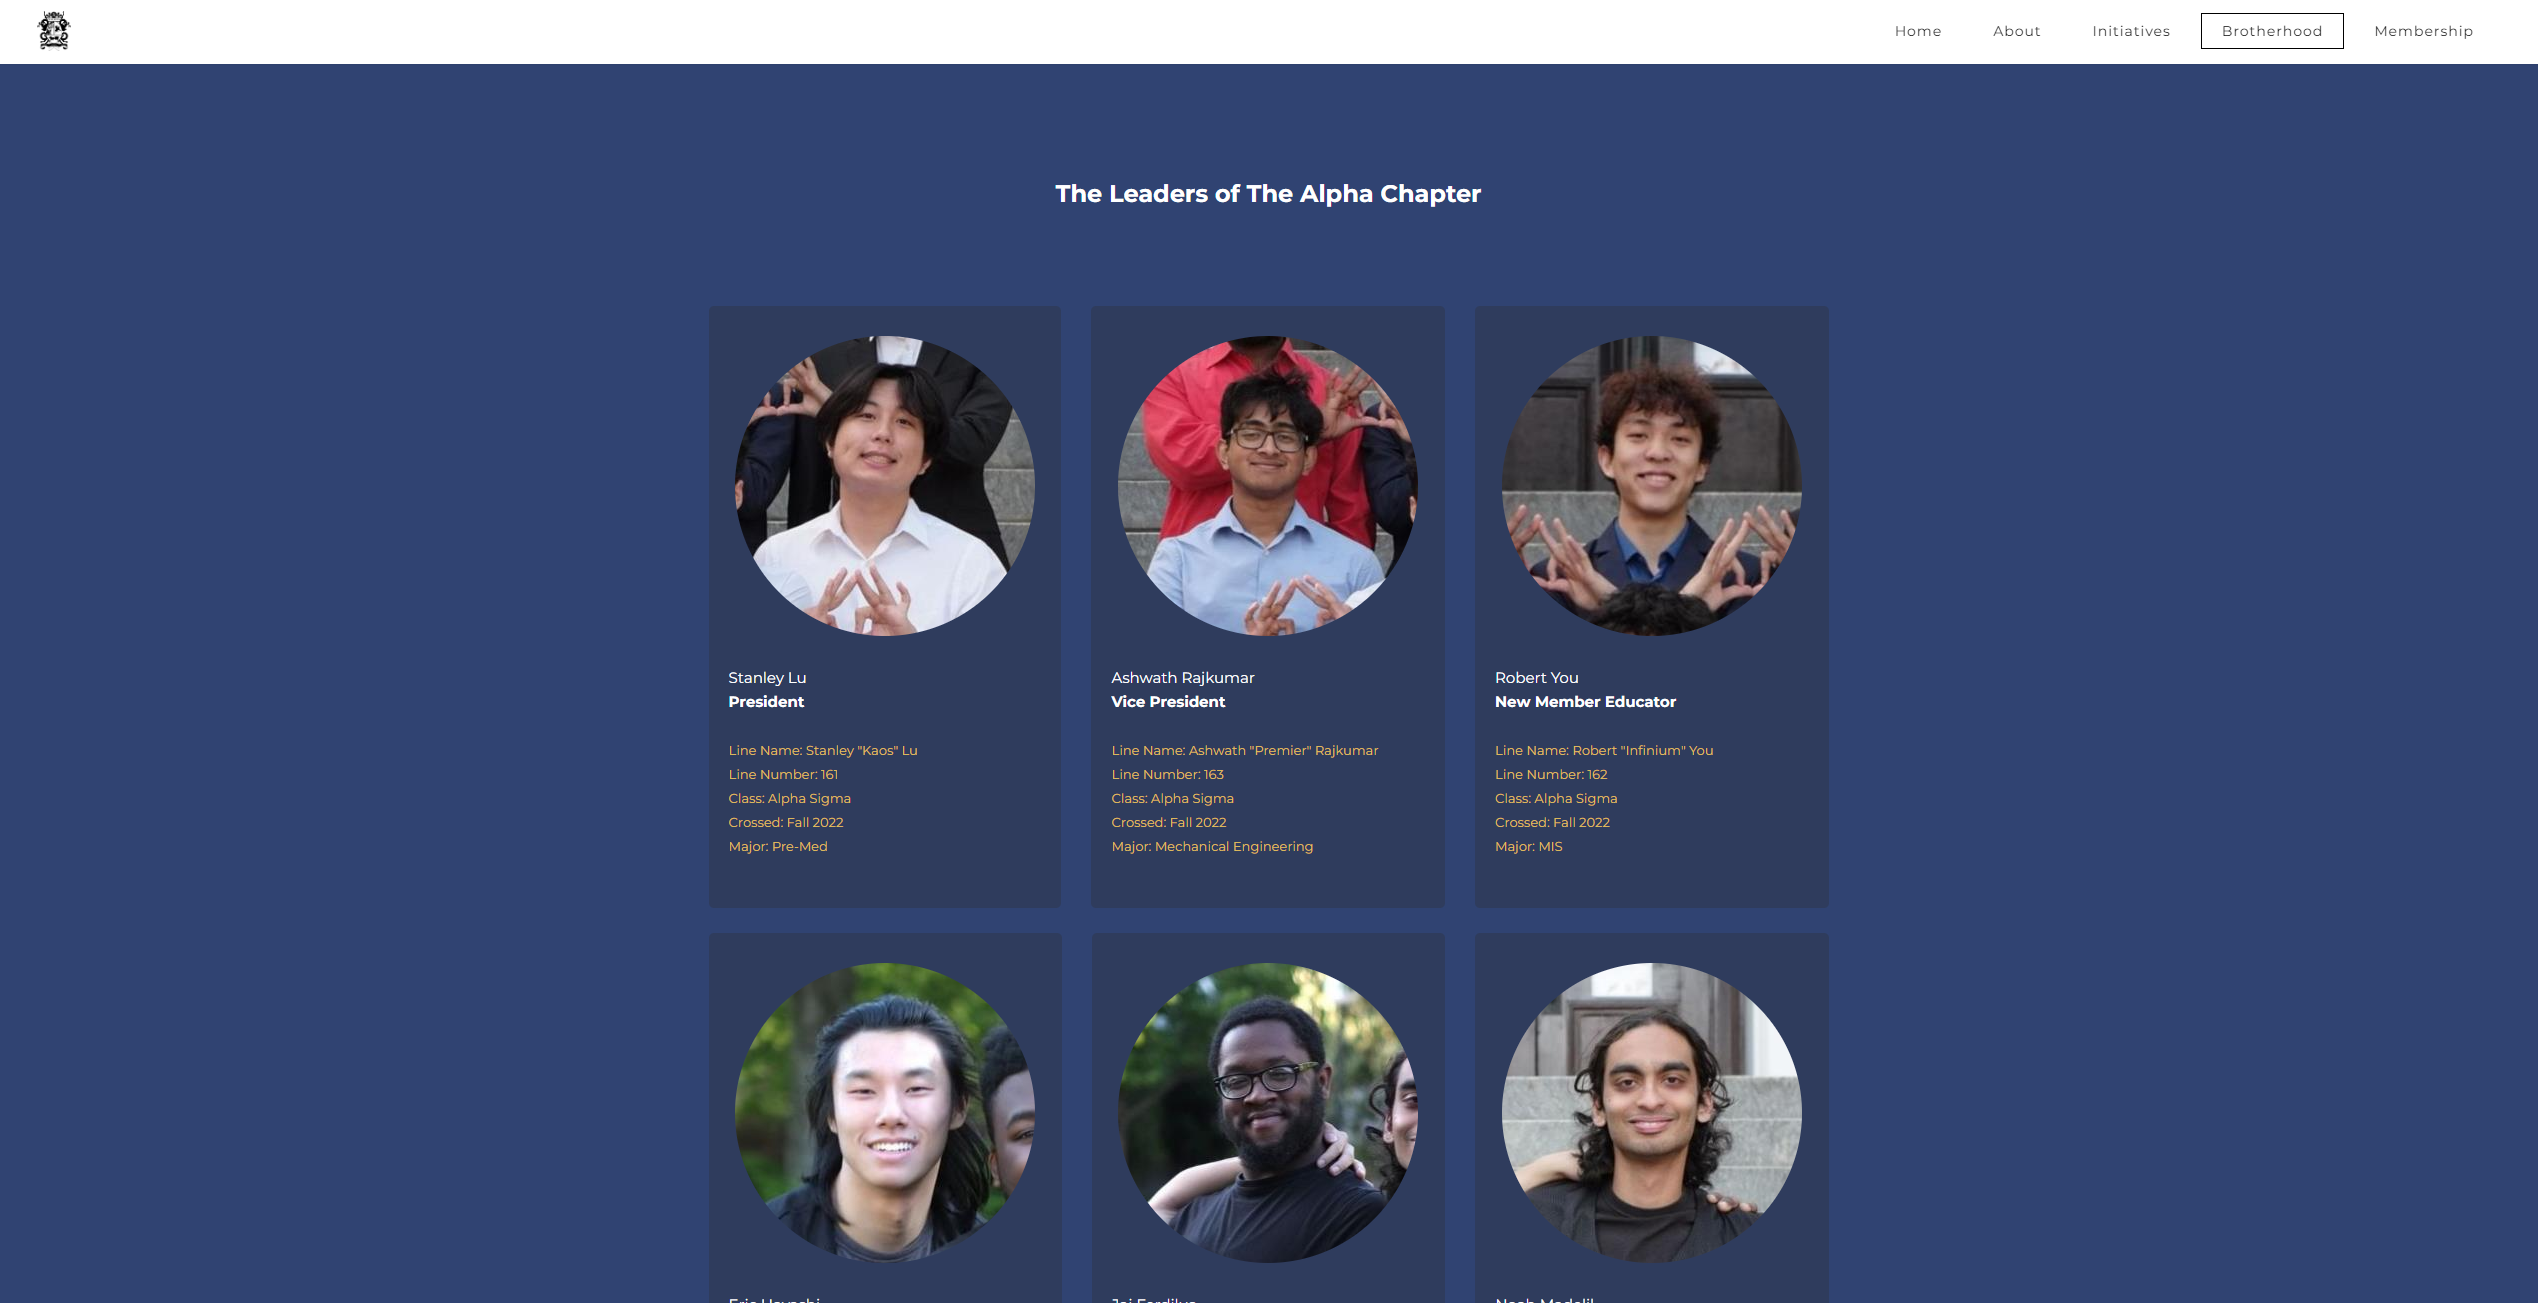 Home About Initiatives Brotherhood Membership
The Leaders of The Alpha Chapter
Stanley Lu
President
Line Name: Stanley "Kaos" Lu
Line Number: 161
Class: Alpha Sigma
Crossed: Fall 2022
Major: Pre-Med
Ashwath Rajkumar
Vice President
Line Name: Ashwath "Premier" Rajkumar
Line Number: 163
Class: Alpha Sigma
Crossed: Fall 2022
Major: Mechanical Engineering
Robert You
New Member Educator
Line Name: Robert "Infinium" You
Line Number: 162
Class: Alpha Sigma
Crossed: Fall 2022
Major: MIS